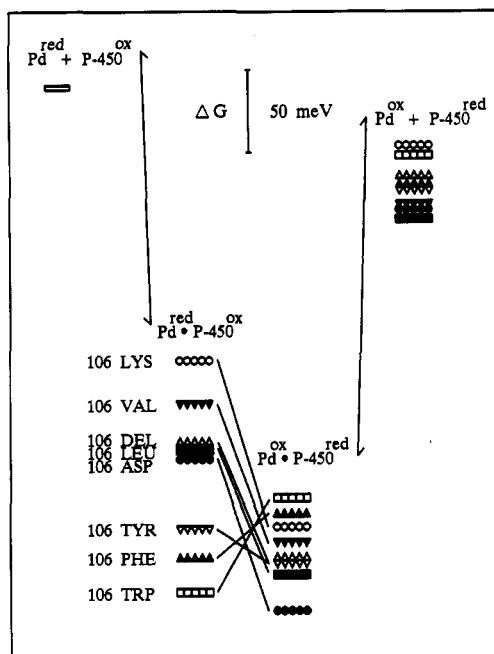 Pd^red + P-450^ox
△ G 50 meV
Pd^ox + P-450^red
Pd^red • P-450^ox
106 LYS
106 VAL
106 DEL
106 LEU
106 ASP
Pd^ox • P-450^red
106 TYR
106 PHE
106 TRP